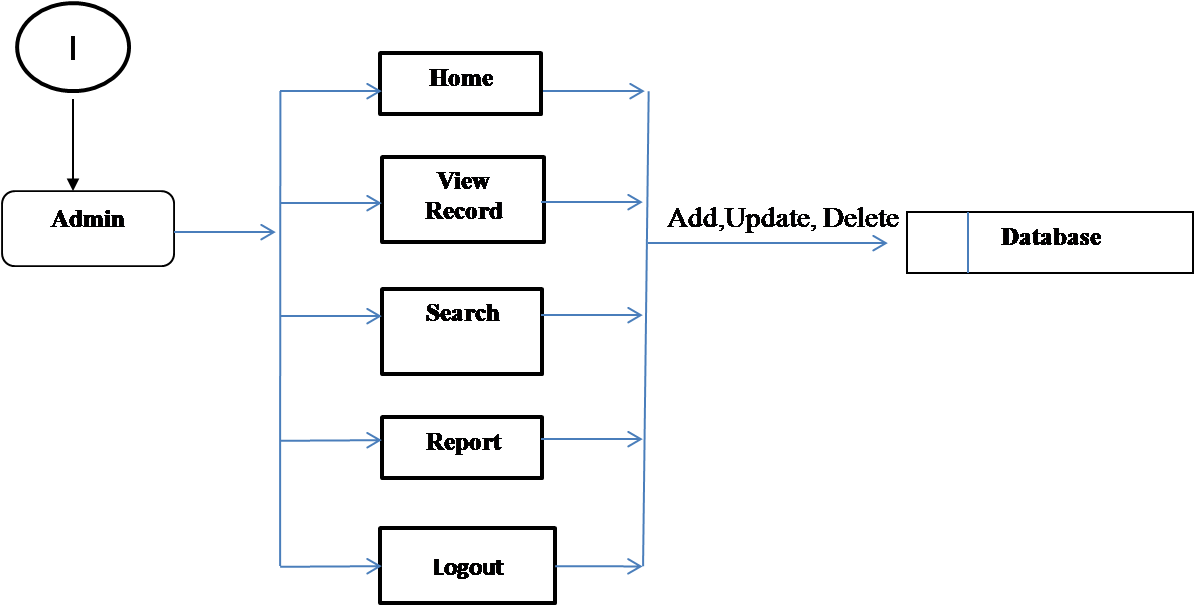 I
Admin
Home
View
Record
Search
Report
Logout
Add,Update, Delete
Database